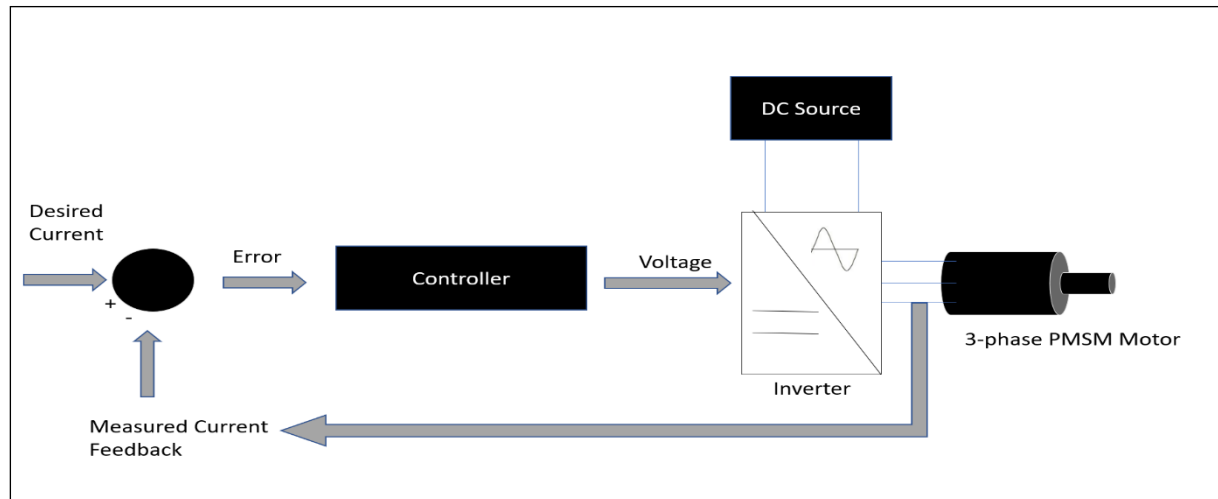 DC Source
Desired
Current
Error
Controller
Voltage
+
-
3-phase PMSM Motor
Inverter
Measured Current
Feedback